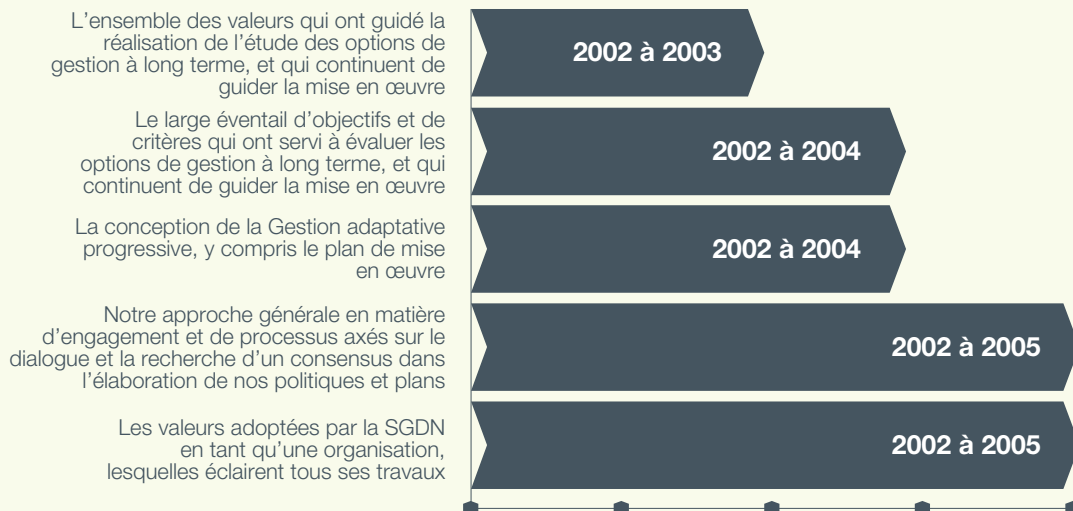 L'ensemble des valeurs qui ont guidé la
réalisation de l'étude des options de
gestion à long terme, et qui continuent de
guider la mise en œuvre
2002 à 2003
Le large éventail d'objectifs et de
critères qui ont servi à évaluer les
options de gestion à long terme, et qui
continuent de guider la mise en œuvre
2002 à 2004
La conception de la Gestion adaptative
progressive, y compris le plan de mise
en œuvre
2002 à 2004
Notre approche générale en matière
d'engagement et de processus axés sur le
dialogue et la recherche d'un consensus dans
l'élaboration de nos politiques et plans
2002 à 2005
Les valeurs adoptées par la SGDN
en tant qu'une organisation,
lesquelles éclairent tous ses travaux
2002 à 2005